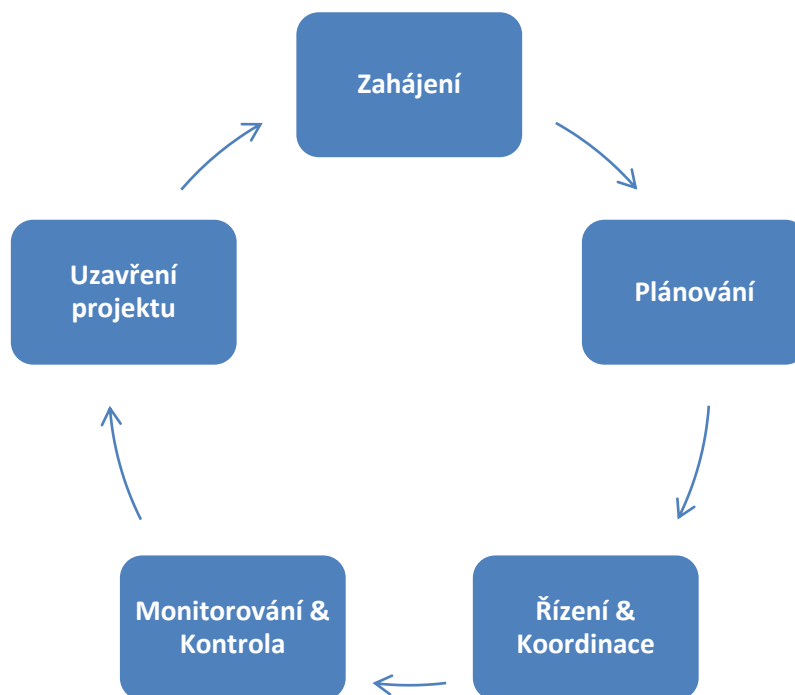 Zahájení
Plánování
Řízení &
Koordinace
Monitorování &
Kontrola
Uzavření
projektu